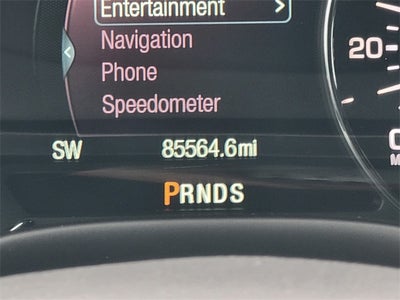 Entertainment >
Navigation
Phone
Speedometer
20
SW 85564.6mi
PRNDS